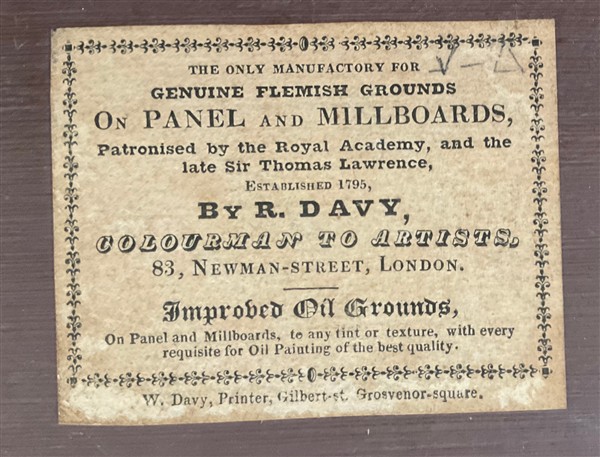 THE ONLY MANUFACTORY FOR
GENUINE FLEMISH GROUNDS
ON PANEL AND MILLBOARDS,
Patronised by the Royal Academy, and the
late Sir Thomas Lawrence,
ESTABLISHED 1795,
BY R. DAVY,
COLOURMAN TO ARTISTS,
83, NEWMAN-STREET, LONDON.
Improved Oil Grounds,
On Panel and Millboards, to any tint or texture, with every
requisite for Oil Painting of the best quality.
W. Davy, Printer, Gilbert-st. Grosvenor-square.